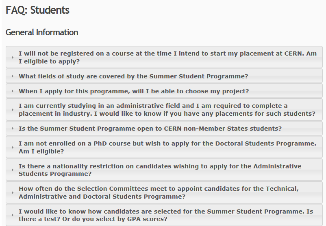 FAQ: Students
General Information
I will not be registered on a course at the time I intend to start my placement at CERN. Am
I eligible to apply?
What fields of study are covered by the Summer Student Programme?
When I apply for this programme, will I be able to choose my project?
I am currently studying in an administrative field and I am required to complete a
placement in industry. I would like to know if you have any placements for such students?
Is the Summer Student Programme open to CERN non-Member States students?
I am not enrolled on a PhD course but wish to apply for the Doctoral Students Programme.
Am I eligible?
Is there a nationality restriction on candidates wishing to apply for the Administrative
Students Programme?
How often do the Selection Committees meet to appoint candidates for the Technical,
Administrative and Doctoral Students Programme?
I would like to know how candidates are selected for the Summer Student Programme. Is
there a test? Or do you select by GPA scores?